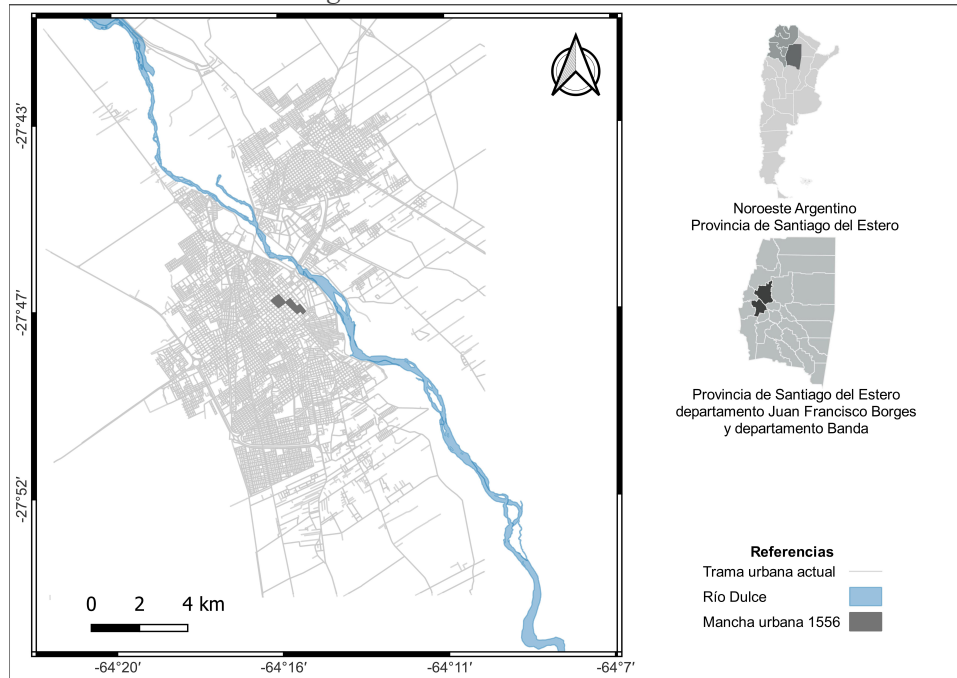 -27°43′
-27°47′
-27°52′
0 2 4 km
-64°20′ -64°16′ -64°11′ -64°7′
Noroeste Argentino
Provincia de Santiago del Estero
Provincia de Santiago del Estero
departamento Juan Francisco Borges
y departamento Banda
Referencias
Trama urbana actual
Río Dulce
Mancha urbana 1556